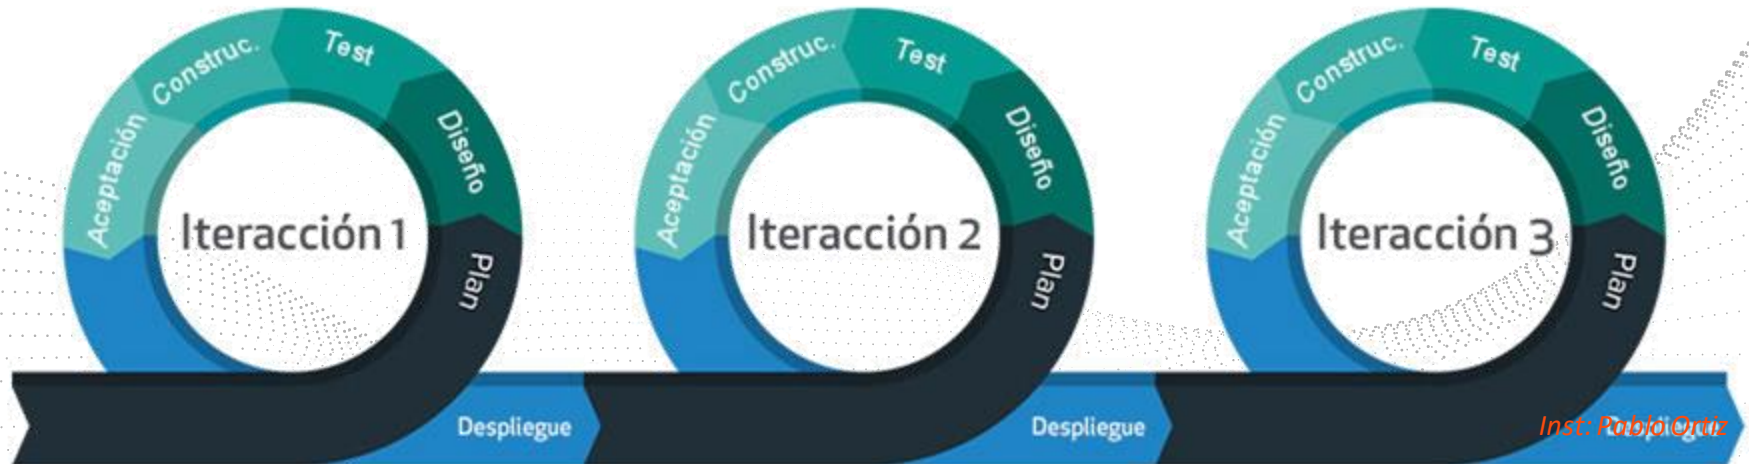 Aceptación
Construc.
Test
Diseño
Plan
Iteracción 1
Despliegue
Aceptación
Construc.
Test
Diseño
Plan
Iteracción 2
Despliegue
Aceptación
Construc.
Test
Diseño
Plan
Iteracción 3
Despliegue
Inst: Pablo Ortiz